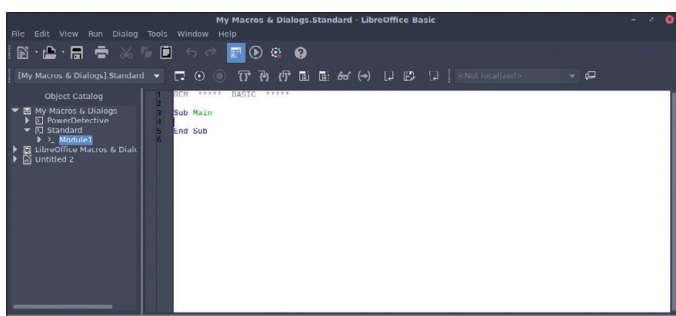 My Macros & Dialogs.Standard - LibreOffice Basic
File Edit View Run Dialog Tools Window Help
[My Macros & Dialogs].Standard
<Not localized>
Object Catalog
My Macros & Dialogs
PowerDetective
Standard
Module1
LibreOffice Macros & Dialo
Untitled 2
1 REM ***** BASIC *****
2
3 Sub Main
4
5 End Sub
6